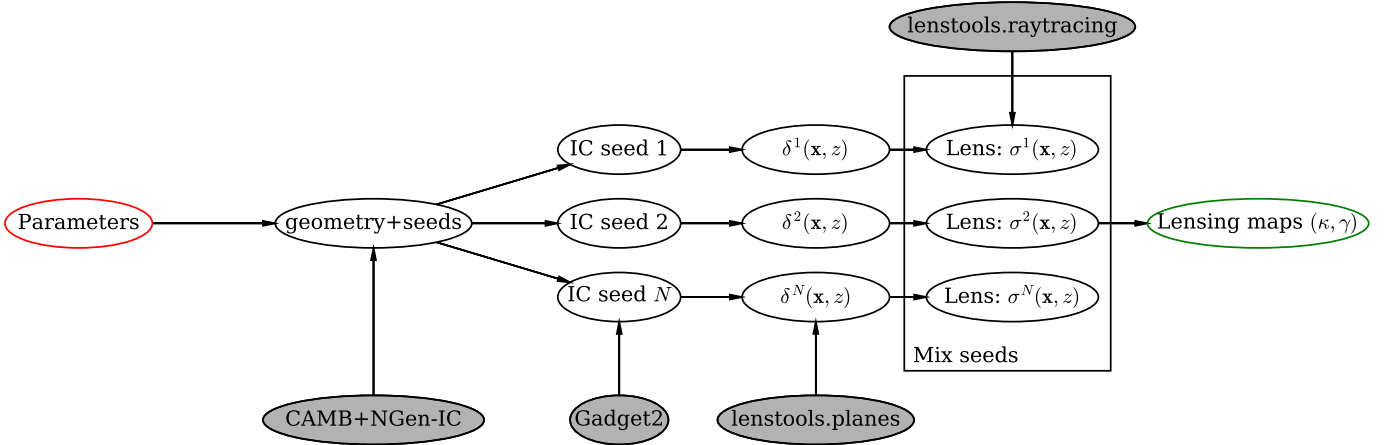 lenstools.raytracing
IC seed 1
δ¹(x, z)
Lens: σ¹(x, z)
Parameters
geometry+seeds
IC seed 2
δ²(x, z)
Lens: σ²(x, z)
Lensing maps (κ, γ)
IC seed N
δᴺ(x, z)
Lens: σᴺ(x, z)
Mix seeds
CAMB+NGen-IC
Gadget2
lenstools.planes